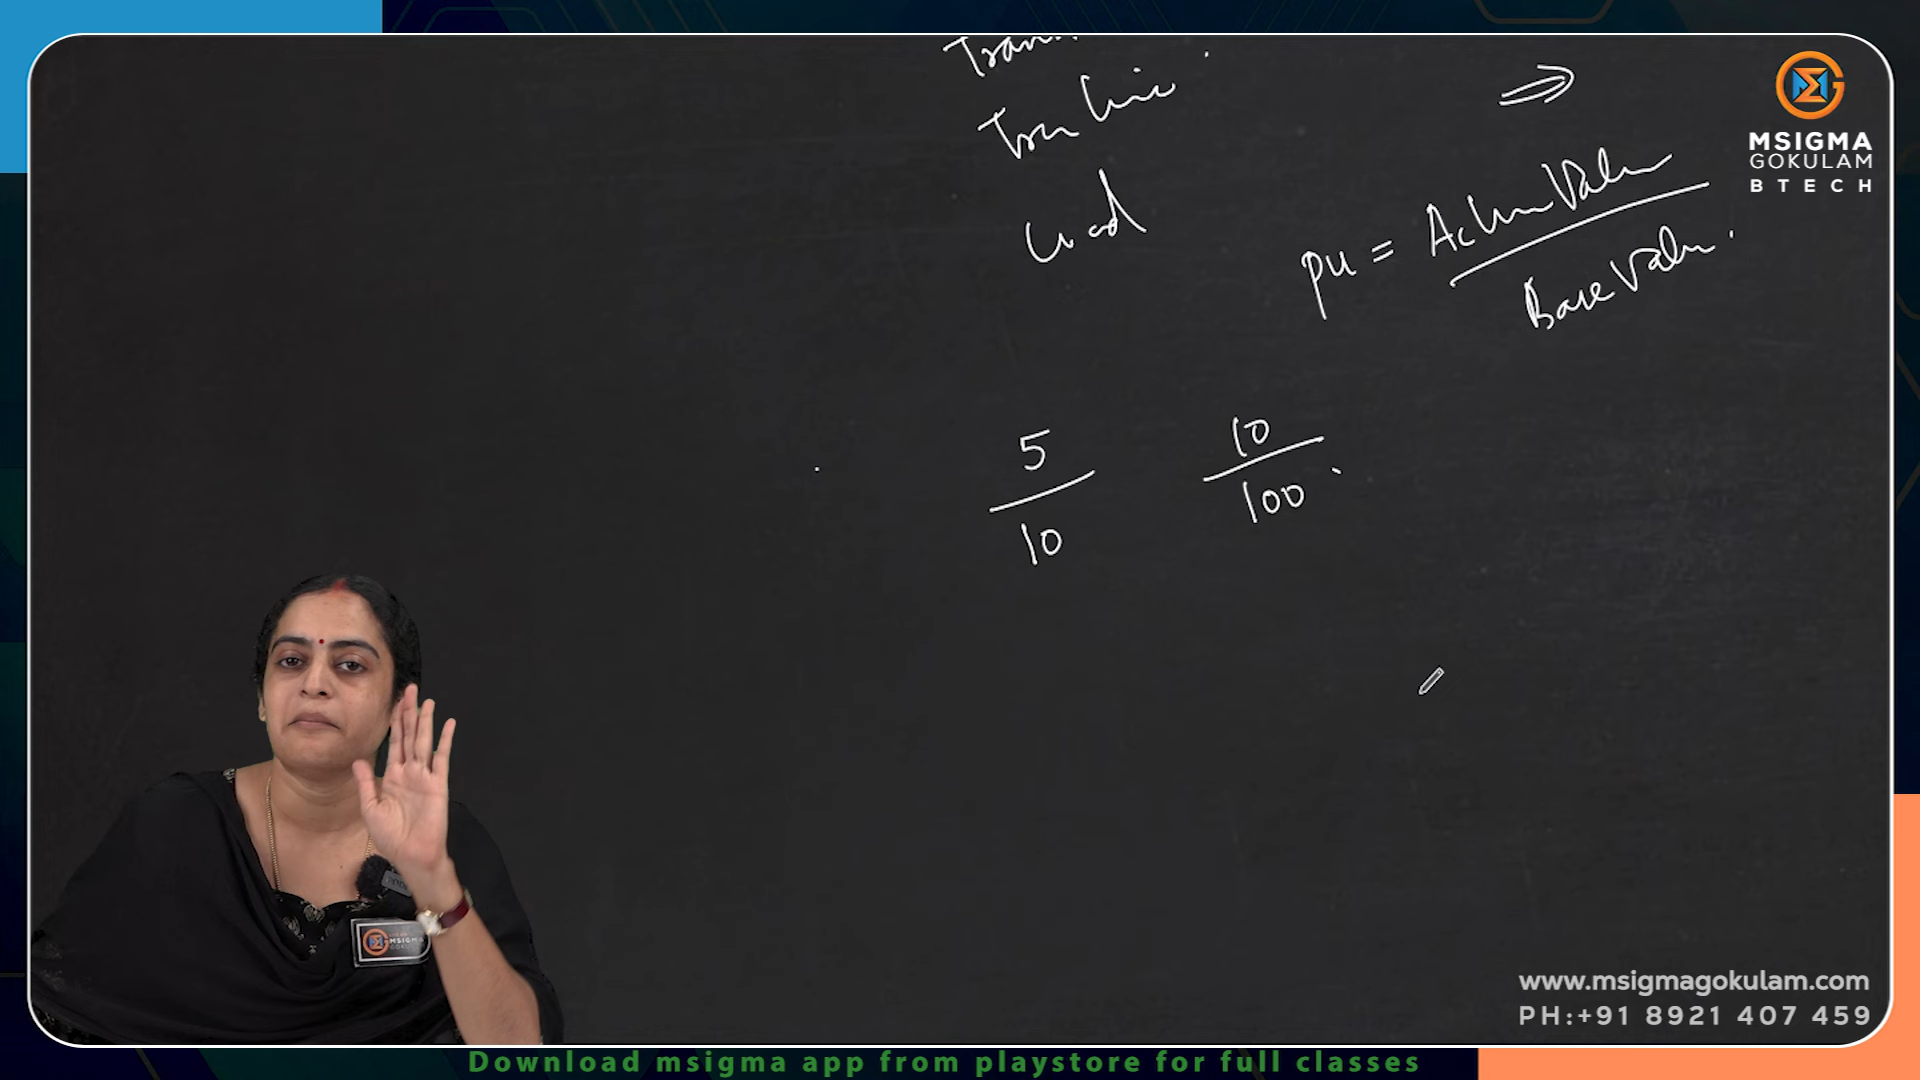 Tran
Tran line
Load
⇒
pu = Actual Value / Base Value.
5/10
10/100
MSIGMA
GOKULAM
BTECH
MSIGMA
www.msigmagokulam.com
PH:+91 8921 407 459
Download msigma app from playstore for full classes